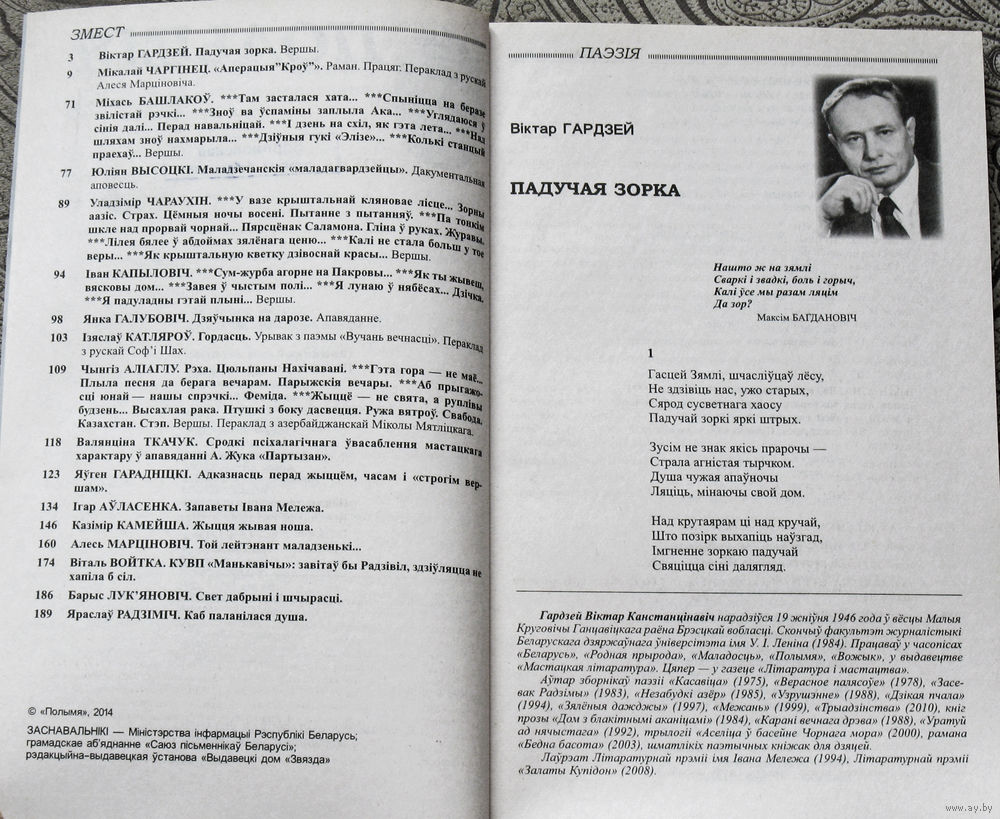 ЗМЕСТ
3 Віктар ГАРДЗЕЙ. Падучая зорка. Вершы.
9 Мікалай ЧАРГІНЕЦ. «Аперацыя"Кроў"». Раман. Працяг. Пераклад з рускай
Алеся Марціновіча.
71 Міхась БАШЛАКОЎ. ***Там засталася хата... ***Спыніцца на беразе
звілістай рэчкі... ***Зноў ва ўспаміны заплыла Ака... ***Углядаюся ў
сінія далі... Перад навальніцай. ***І дзень на схіл, як гэта лета... ***Над
шляхам зноў нахмарыла... ***Дзіўныя гукі «Элізе»... ***Колькі станцый
праехаў... Вершы.
77 Юліян ВЫСОЦКІ. Маладзечанскія «маладагвардзейцы». Дакументальная
аповесць.
89 Уладзімір ЧАРАУХІН. ***У вазе крыштальнай кляновае лісце... Зорны
аазіс. Страх. Цёмныя ночы восені. Пытанне з пытанняў. ***Па тонкім
шкле над прорвай чорнай... Пярсцёнак Саламона. Гліна ў руках. Журавы.
***Лілея бялее ў абдоймах зялёнага ценю... ***Калі не стала больш у тое
веры... ***Як крыштальную кветку дзівоснай красы... Вершы.
94 Іван КАПЫЛОВІЧ. ***Сум-журба агорне на Пакровы... ***Як ты жывеш,
вясковы дом... ***Завея ў чыстым полі... ***Я лунаю ў нябёсах... Дзічка.
***Я падуладны гэтай плыні... Вершы.
98 Янка ГАЛУБОВІЧ. Дзяўчынка на дарозе. Апавяданне.
103 Ізяслаў КАТЛЯРОЎ. Гордасць. Урывак з паэмы «Вучань вечнасці». Пераклад
з рускай Соф'і Шах.
109 Чынгіз АЛІАГЛУ. Рэха. Цюльпаны Нахічавані. ***Гэта гора — не маё...
Плыла песня да берага вечарам. Парыжскія вечары. ***Аб прыгажо-
сці юнай — нашы спрэчкі... Феміда. ***Жыццё — не свята, а руплівы
будзень... Высахлая рака. Птушкі з боку дасвецця. Ружа вятроў. Свабода.
Казахстан. Стэп. Вершы. Пераклад з азербайджанскай Міколы Мятліцкага.
118 Валянціна ТКАЧУК. Сродкі псіхалагічнага ўвасаблення мастацкага
характару ў апавяданні А. Жука «Партызан».
123 Яўген ГАРАДНІЦКІ. Адказнасць перад жыццём, часам і «строгім вер-
шам».
134 Ігар АЎЛАСЕНКА. Запаветы Івана Мележа.
146 Казімір КАМЕЙША. Жыцця жывая ноша.
160 Алесь МАРЦІНОВІЧ. Той лейтэнант маладзенькі...
174 Віталь ВОЙТКА. КУВП «Манькавічы»: завітаў бы Радзівіл, здзіўляцца не
хапіла б сіл.
186 Барыс ЛУК'ЯНОВІЧ. Свет дабрыні і шчырасці.
189 Яраслаў РАДЗІМІЧ. Каб паланілася душа.
© «Полымя», 2014
ЗАСНАВАЛЬНІКІ — Міністэрства інфармацыі Рэспублікі Беларусь;
грамадскае аб'яднанне «Саюз пісьменнікаў Беларусі»;
рэдакцыйна-выдавецкая ўстанова «Выдавецкі дом «Звязда»
ПАЭЗІЯ
Віктар ГАРДЗЕЙ
ПАДУЧАЯ ЗОРКА
Нашто ж на зямлі
Сваркі і звадкі, боль і горыч,
Калі ўсе мы разам ляцім
Да зор?
Максім БАГДАНОВІЧ
1
Гасцей Зямлі, шчасліўцаў лёсу,
Не здзівіць нас, ужо старых,
Сярод сусветнага хаосу
Падучай зоркі яркі штрых.
Зусім не знак якісь прарочы —
Страла агністая тырчком.
Душа чужая апаўночы
Ляціць, мінаючы свой дом.
Над крутаярам ці над кручай,
Што позірк выхапіць наўзгад,
Імгненне зоркаю падучай
Свяціцца сіні далягляд.
Гардзей Віктар Канстанцінавіч нарадзіўся 19 жніўня 1946 года ў вёсцы Малыя
Круговічы Ганцавіцкага раёна Брэсцкай вобласці. Скончыў факультэт журналістыкі
Беларускага дзяржаўнага ўніверсітэта імя У. І. Леніна (1984). Працаваў у часопісах
«Беларусь», «Родная прырода», «Маладосць», «Полымя», «Вожык», у выдавецтве
«Мастацкая літаратура». Цяпер — у газеце «Літаратура і мастацтва».
Аўтар зборнікаў паэзіі «Касавіца» (1975), «Верасное палясоўе» (1978), «Засе-
вак Радзімы» (1983), «Незабудкі азёр» (1985), «Узрушэнне» (1988), «Дзікая пчала»
(1994), «Зялёныя дажджы» (1997), «Межань» (1999), «Трыадзінства» (2010), кніг
прозы «Дом з блакітнымі аканіцамі» (1984), «Карані вечнага дрэва» (1988), «Уратуй
ад нячыстага» (1992), трылогіі «Аселіца ў басейне Чорнага мора» (2000), рамана
«Бедна басота» (2003), шматлікіх паэтычных кніжак для дзяцей.
Лаўрэат Літаратурнай прэміі імя Івана Мележа (1994), Літаратурнай прэміі
«Залаты Купідон» (2008).
www.ay.by